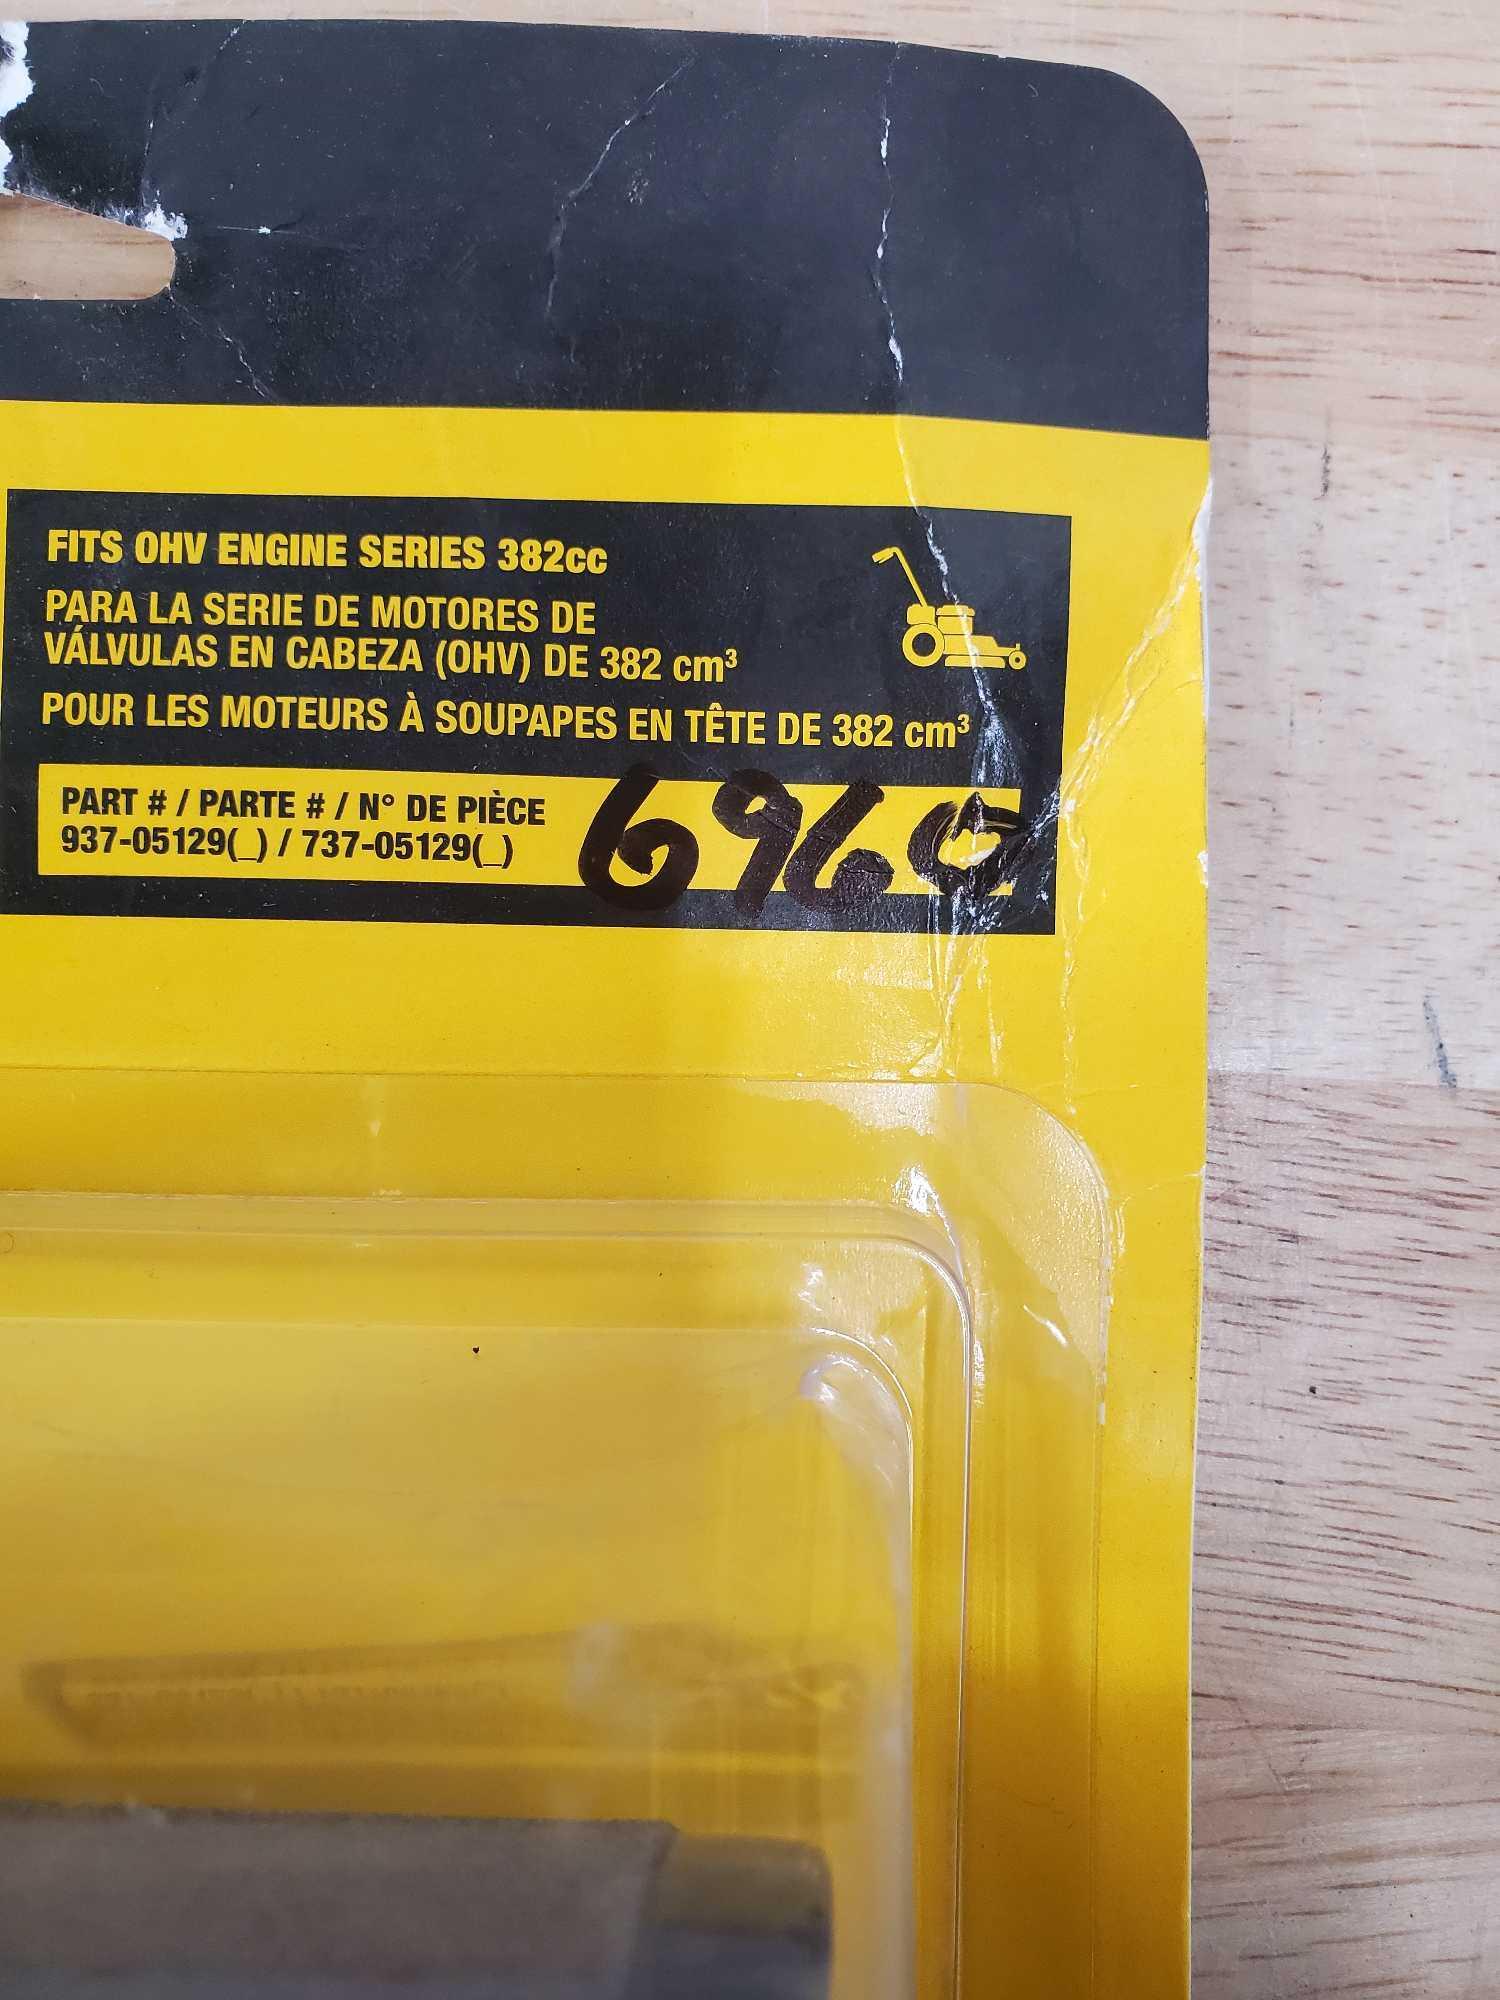 FITS OHV ENGINE SERIES 382cc
PARA LA SERIE DE MOTORES DE
VÁLVULAS EN CABEZA (OHV) DE 382 cm³
POUR LES MOTEURS À SOUPAPES EN TÊTE DE 382 cm³
PART # / PARTE # / N° DE PIÈCE
937-05129(_) / 737-05129(_)